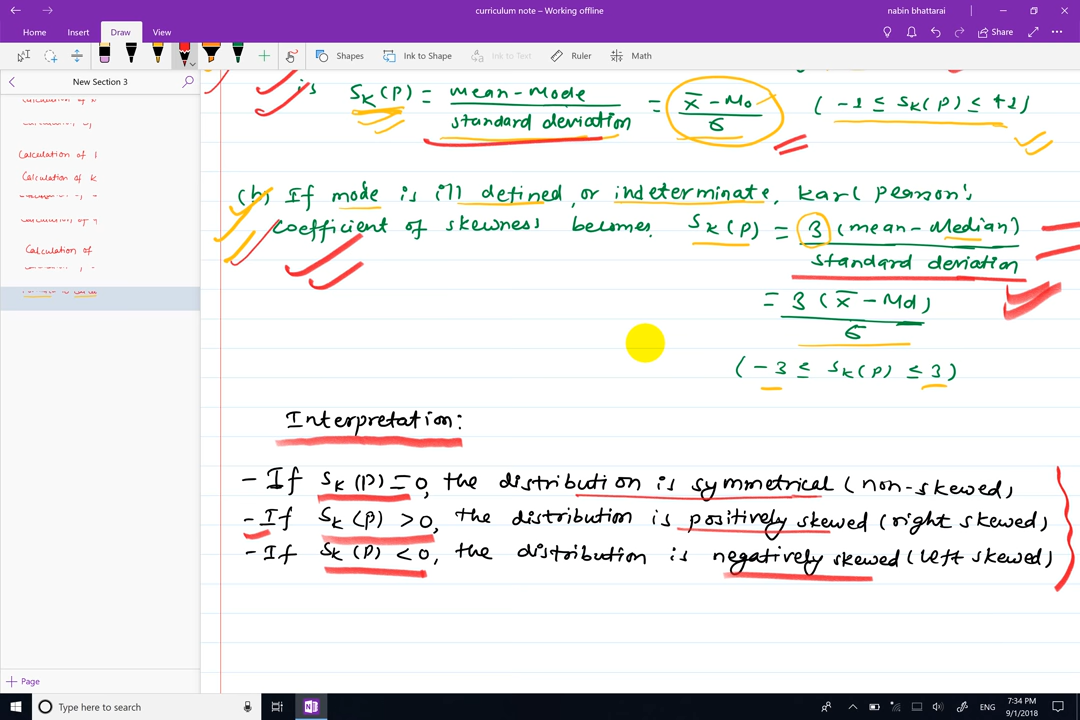 curriculum note – Working offline
nabin bhattarai
Home
Insert
Draw
View
Shapes
Ink to Shape
Ink to Text
Ruler
Math
Share
New Section 3
Calculation of
Calculation of
Calculation of
Page
is Sk(P) = mean - mode / standard deviation = x̄ - Mo / σ (-1 ≤ Sk(P) ≤ +1)
(b) If mode is ill defined, or indeterminate, Karl Pearson's
coefficient of skewness becomes. Sk(P) = 3 (mean - Median) / standard deviation
= 3 (x̄ - Md) / σ
(-3 ≤ Sk(P) ≤ 3)
Interpretation:
- If Sk(P) = 0, the distribution is symmetrical (non-skewed)
- If Sk(P) > 0, the distribution is positively skewed (right skewed)
- If Sk(P) < 0, the distribution is negatively skewed (left skewed)
Type here to search
ENG
7:34 PM
9/1/2018